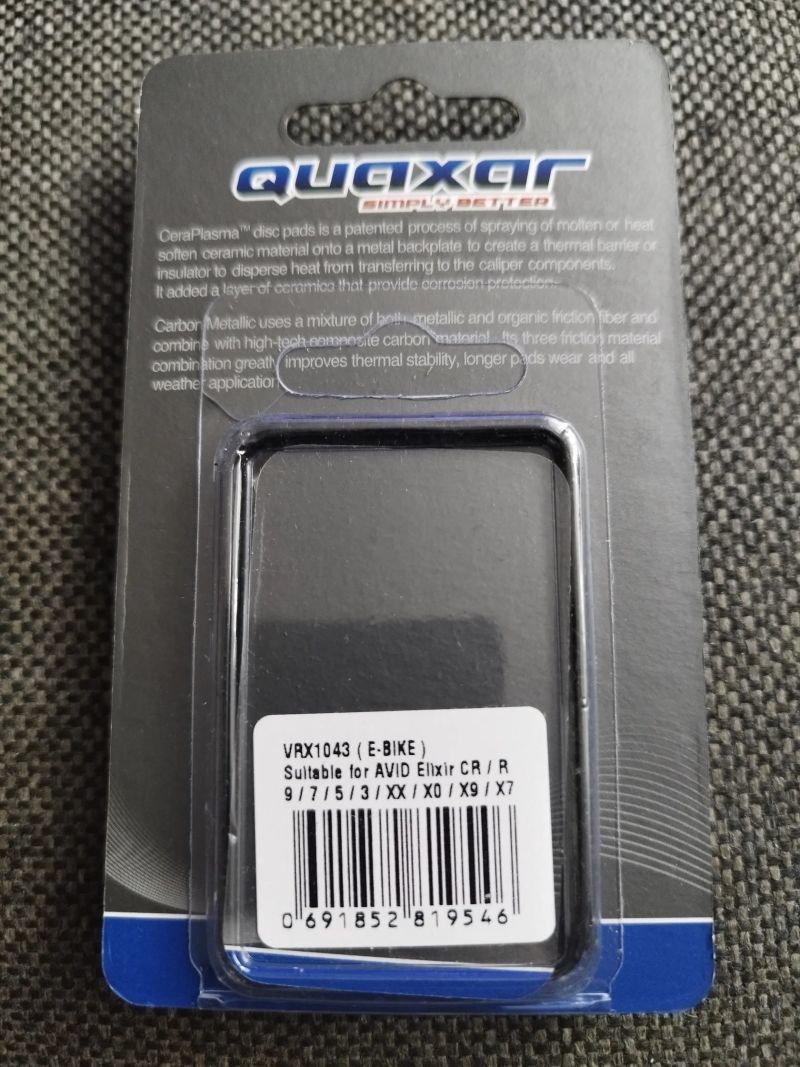 QUAXAR
SIMPLY BETTER
CeraPlasma™ disc pads is a patented process of spraying of molten or heat
soften ceramic material onto a metal backplate to create a thermal barrier or
insulator to disperse heat from transferring to the caliper components.
It added a layer of ceramics that provide corrosion protection.
Carbon Metallic uses a mixture of both metallic and organic friction fiber and
combine with high-tech composite carbon material. Its three friction material
combination greatly improves thermal stability, longer pads wear and all
weather application
VRX1043 ( E-BIKE )
Suitable for AVID Elixir CR / R
9 / 7 / 5 / 3 / XX / X0 / X9 / X7
0 691852 819546